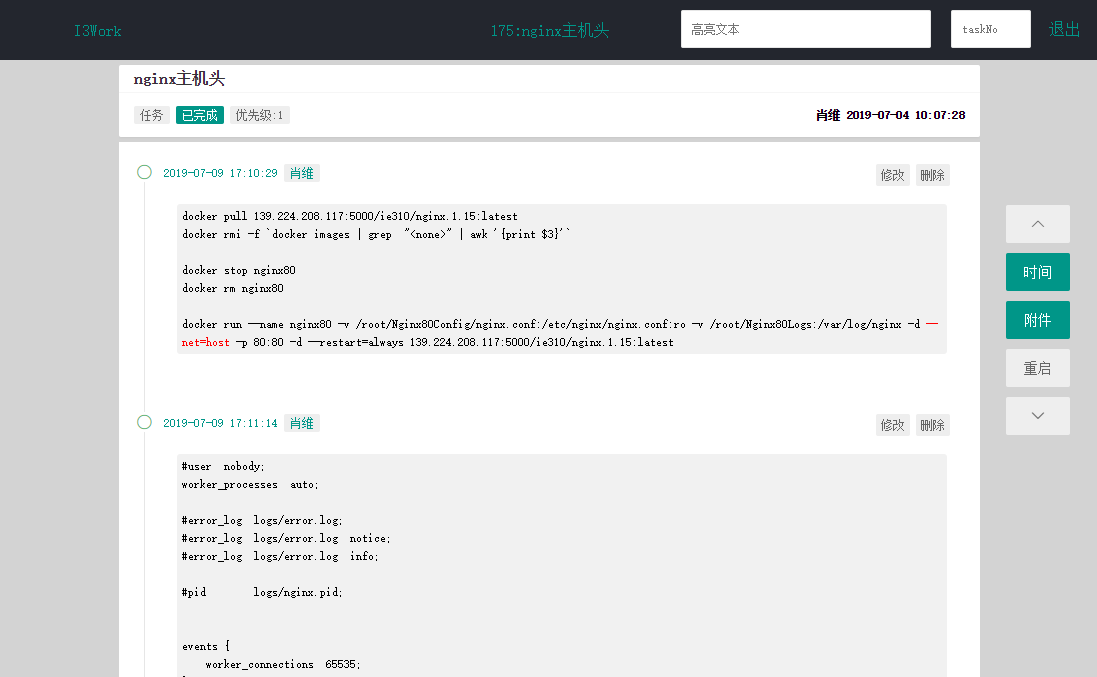 I3Work
175:nginx主机头
高亮文本
taskNo
退出
nginx主机头
任务 已完成 优先级:1
肖维 2019-07-04 10:07:28
2019-07-09 17:10:29 肖维
修改 删除
docker pull 139.224.208.117:5000/ie310/nginx.1.15:latest
docker rmi -f `docker images | grep  "<none>" | awk '{print $3}'`

docker stop nginx80
docker rm nginx80

docker run --name nginx80 -v /root/Nginx80Config/nginx.conf:/etc/nginx/nginx.conf:ro -v /root/Nginx80Logs:/var/log/nginx -d --
net=host -p 80:80 -d --restart=always 139.224.208.117:5000/ie310/nginx.1.15:latest
时间
附件
重启
2019-07-09 17:11:14 肖维
修改 删除
#user  nobody;
worker_processes  auto;

#error_log  logs/error.log;
#error_log  logs/error.log  notice;
#error_log  logs/error.log  info;

#pid        logs/nginx.pid;

events {
    worker_connections  65535;